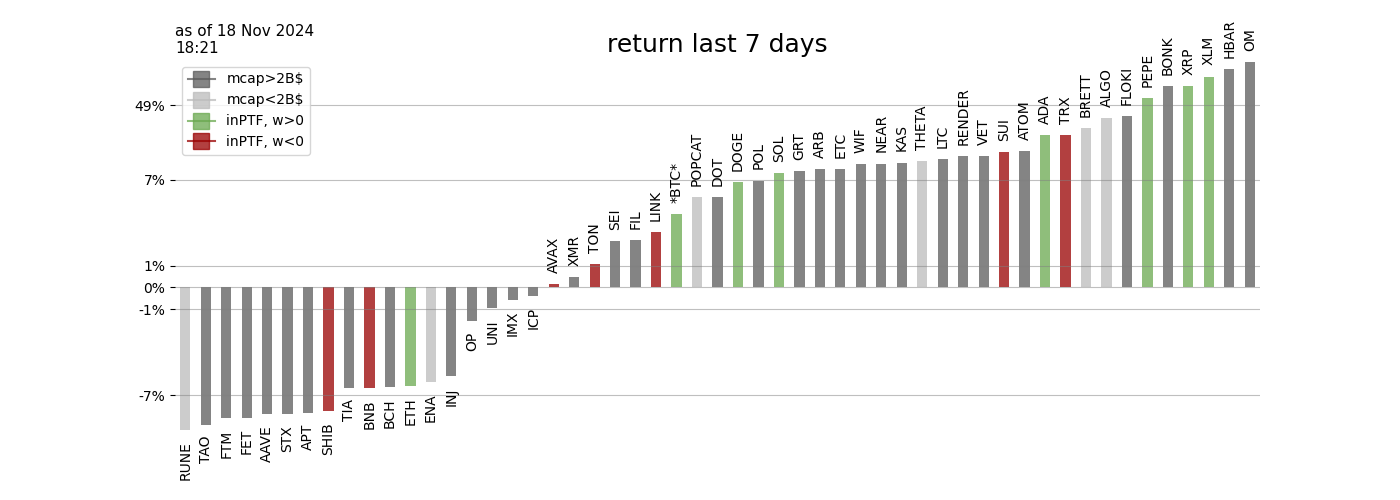 as of 18 Nov 2024
18:21
return last 7 days
mcap>2B$
mcap<2B$
inPTF, w>0
inPTF, w<0
49%
7%
1%
0%
-1%
-7%
RUNE
TAO
FTM
FET
AAVE
STX
APT
SHIB
TIA
BNB
BCH
ETH
ENA
INJ
OP
UNI
IMX
ICP
AVAX
XMR
TON
SEI
FIL
LINK
*BTC*
POPCAT
DOT
DOGE
POL
SOL
GRT
ARB
ETC
WIF
NEAR
KAS
THETA
LTC
RENDER
VET
SUI
ATOM
ADA
TRX
BRETT
ALGO
FLOKI
PEPE
BONK
XRP
XLM
HBAR
OM